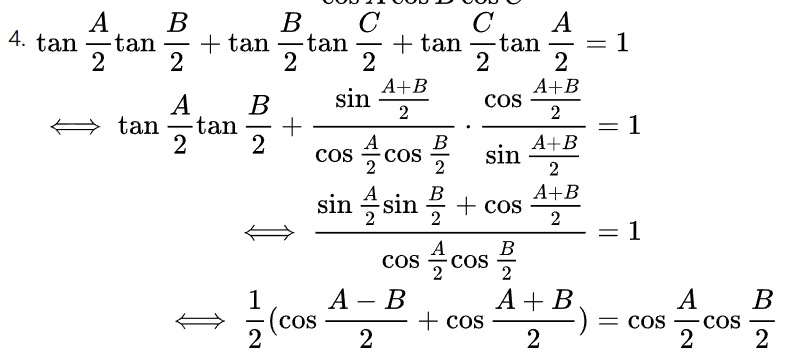 4. tan A/2 tan B/2 + tan B/2 tan C/2 + tan C/2 tan A/2 = 1
⟺ tan A/2 tan B/2 + (sin (A+B)/2)/(cos A/2 cos B/2) · (cos (A+B)/2)/(sin (A+B)/2) = 1
⟺ (sin A/2 sin B/2 + cos (A+B)/2)/(cos A/2 cos B/2) = 1
⟺ 1/2 (cos (A − B)/2 + cos (A + B)/2) = cos A/2 cos B/2